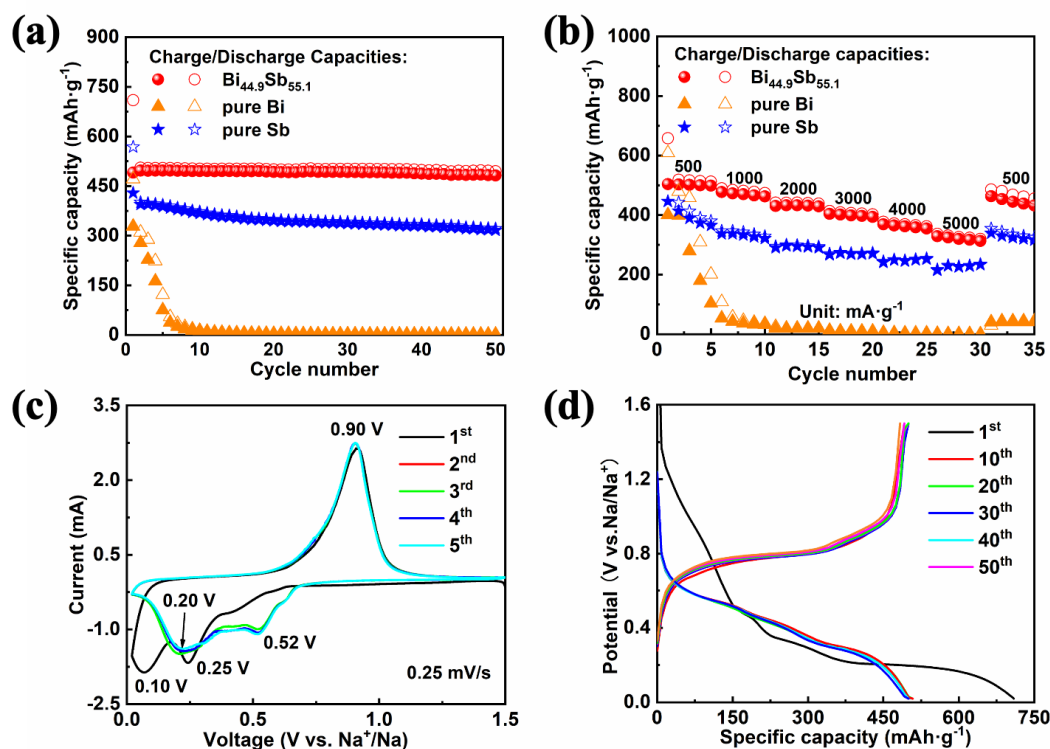 (a)
Specific capacity (mAh·g⁻¹)
900
750
600
450
300
150
0
Charge/Discharge Capacities:
Bi₄₄.₉Sb₅₅.₁
pure Bi
pure Sb
0 10 20 30 40 50
Cycle number
(b)
Specific capacity (mAh·g⁻¹)
1000
800
600
400
200
0
Charge/Discharge Capacities:
Bi₄₄.₉Sb₅₅.₁
pure Bi
pure Sb
500 1000 2000 3000 4000 5000 500
Unit: mA·g⁻¹
0 5 10 15 20 25 30 35
Cycle number
(c)
Current (mA)
3.5
2.0
0.5
-1.0
-2.5
0.90 V
1st
2nd
3rd
4th
5th
0.20 V
0.52 V
0.25 V
0.10 V
0.25 mV/s
0.0 0.5 1.0 1.5
Voltage (V vs. Na⁺/Na)
(d)
Potential (V vs.Na/Na⁺)
1.6
1.2
0.8
0.4
0.0
1st
10th
20th
30th
40th
50th
0 150 300 450 600 750
Specific capacity (mAh·g⁻¹)